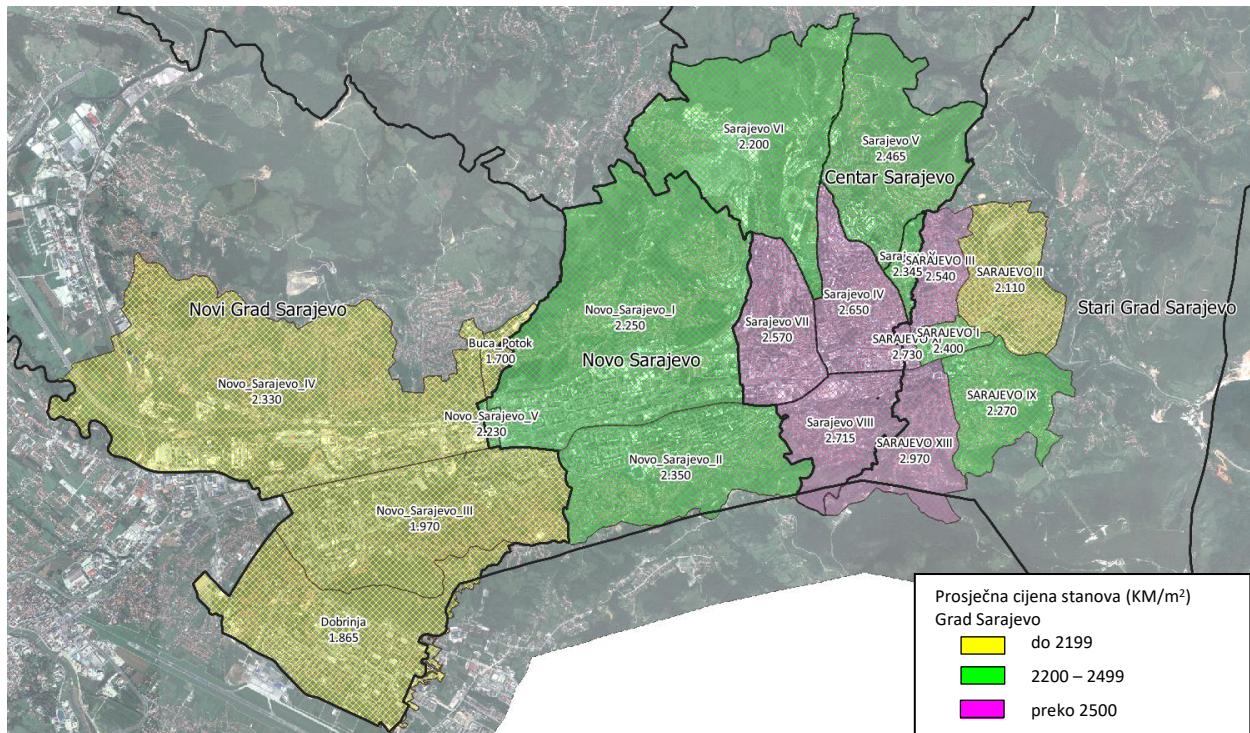 Sarajevo VI
2.200
Sarajevo V
2.465
Centar Sarajevo
2.345
SARAJEVO III
2.540
SARAJEVO II
2.110
Stari Grad Sarajevo
Novi Grad Sarajevo
Novo_Sarajevo_I
2.250
Sarajevo IV
2.650
Sarajevo VII
2.570
SARAJEVO I
2.400
XI
2.730
Buca_Potok
1.700
Novo Sarajevo
Novo_Sarajevo_IV
2.330
SARAJEVO IX
2.270
Novo_Sarajevo_V
2.230
Sarajevo VIII
2.715
SARAJEVO XIII
2.970
Novo_Sarajevo_II
2.350
Novo_Sarajevo_III
1.970
Dobrinja
1.865
Prosječna cijena stanova (KM/m²)
Grad Sarajevo
do 2199
2200 – 2499
preko 2500